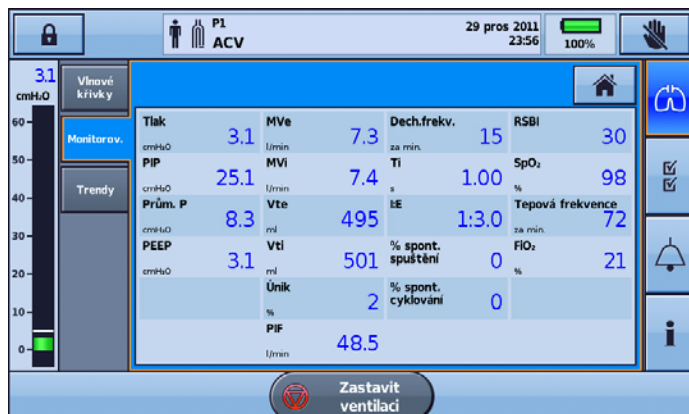 P1
ACV
29 pros 2011
23:56
100%
3.1
cmH₂O
60
50
40
30
20
10
0
Vlnové
křivky
Monitorov.
Trendy
Tlak
cmH₂O
3.1
MVe
l/min
7.3
Dech.frekv.
za min.
15
RSBI
30
PIP
cmH₂O
25.1
MVi
l/min
7.4
Ti
s
1.00
SpO₂
%
98
Prům. P
cmH₂O
8.3
Vte
ml
495
I:E
1:3.0
Tepová frekvence
za min.
72
PEEP
cmH₂O
3.1
Vti
ml
501
% spont.
spuštění
0
FiO₂
%
21
Únik
%
2
% spont.
cyklování
0
PIF
l/min
48.5
Zastavit
ventilaci